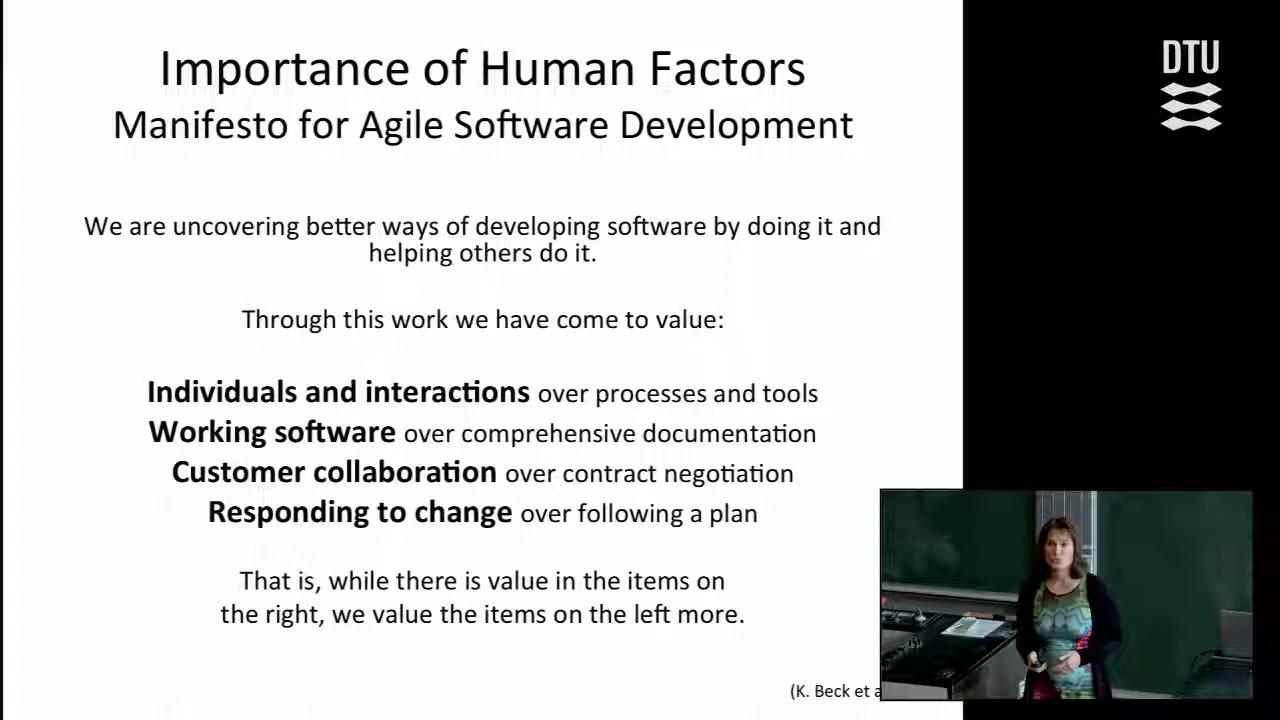 Importance of Human Factors
Manifesto for Agile Software Development
DTU
We are uncovering better ways of developing software by doing it and
helping others do it.
Through this work we have come to value:
Individuals and interactions over processes and tools
Working software over comprehensive documentation
Customer collaboration over contract negotiation
Responding to change over following a plan
That is, while there is value in the items on
the right, we value the items on the left more.
(K. Beck et a